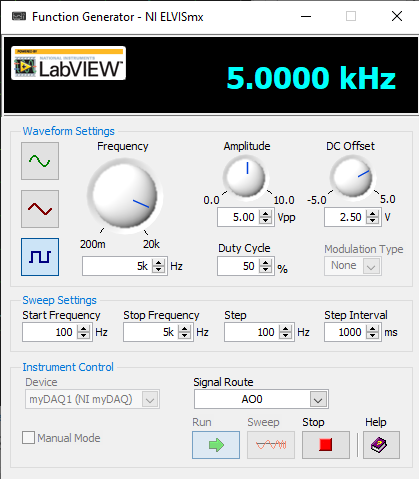 Function Generator - NI ELVISmx
POWERED BY
NATIONAL INSTRUMENTS
LabVIEW™
5.0000 kHz
Waveform Settings
Frequency
Amplitude
DC Offset
0.0 10.0 -5.0 5.0
200m 20k
5.00 Vpp
2.50 V
5k Hz
Duty Cycle
Modulation Type
50 %
None
Sweep Settings
Start Frequency Stop Frequency Step Step Interval
100 Hz 5k Hz 100 Hz 1000 ms
Instrument Control
Device
Signal Route
myDAQ1 (NI myDAQ)
AO0
Run Sweep Stop Help
Manual Mode